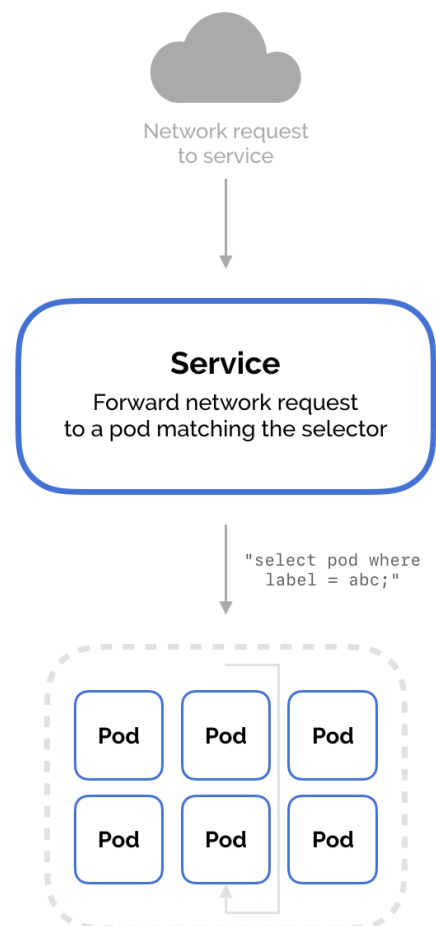 Network request
to service
Service
Forward network request
to a pod matching the selector
"select pod where
label = abc;"
Pod Pod Pod
Pod Pod Pod